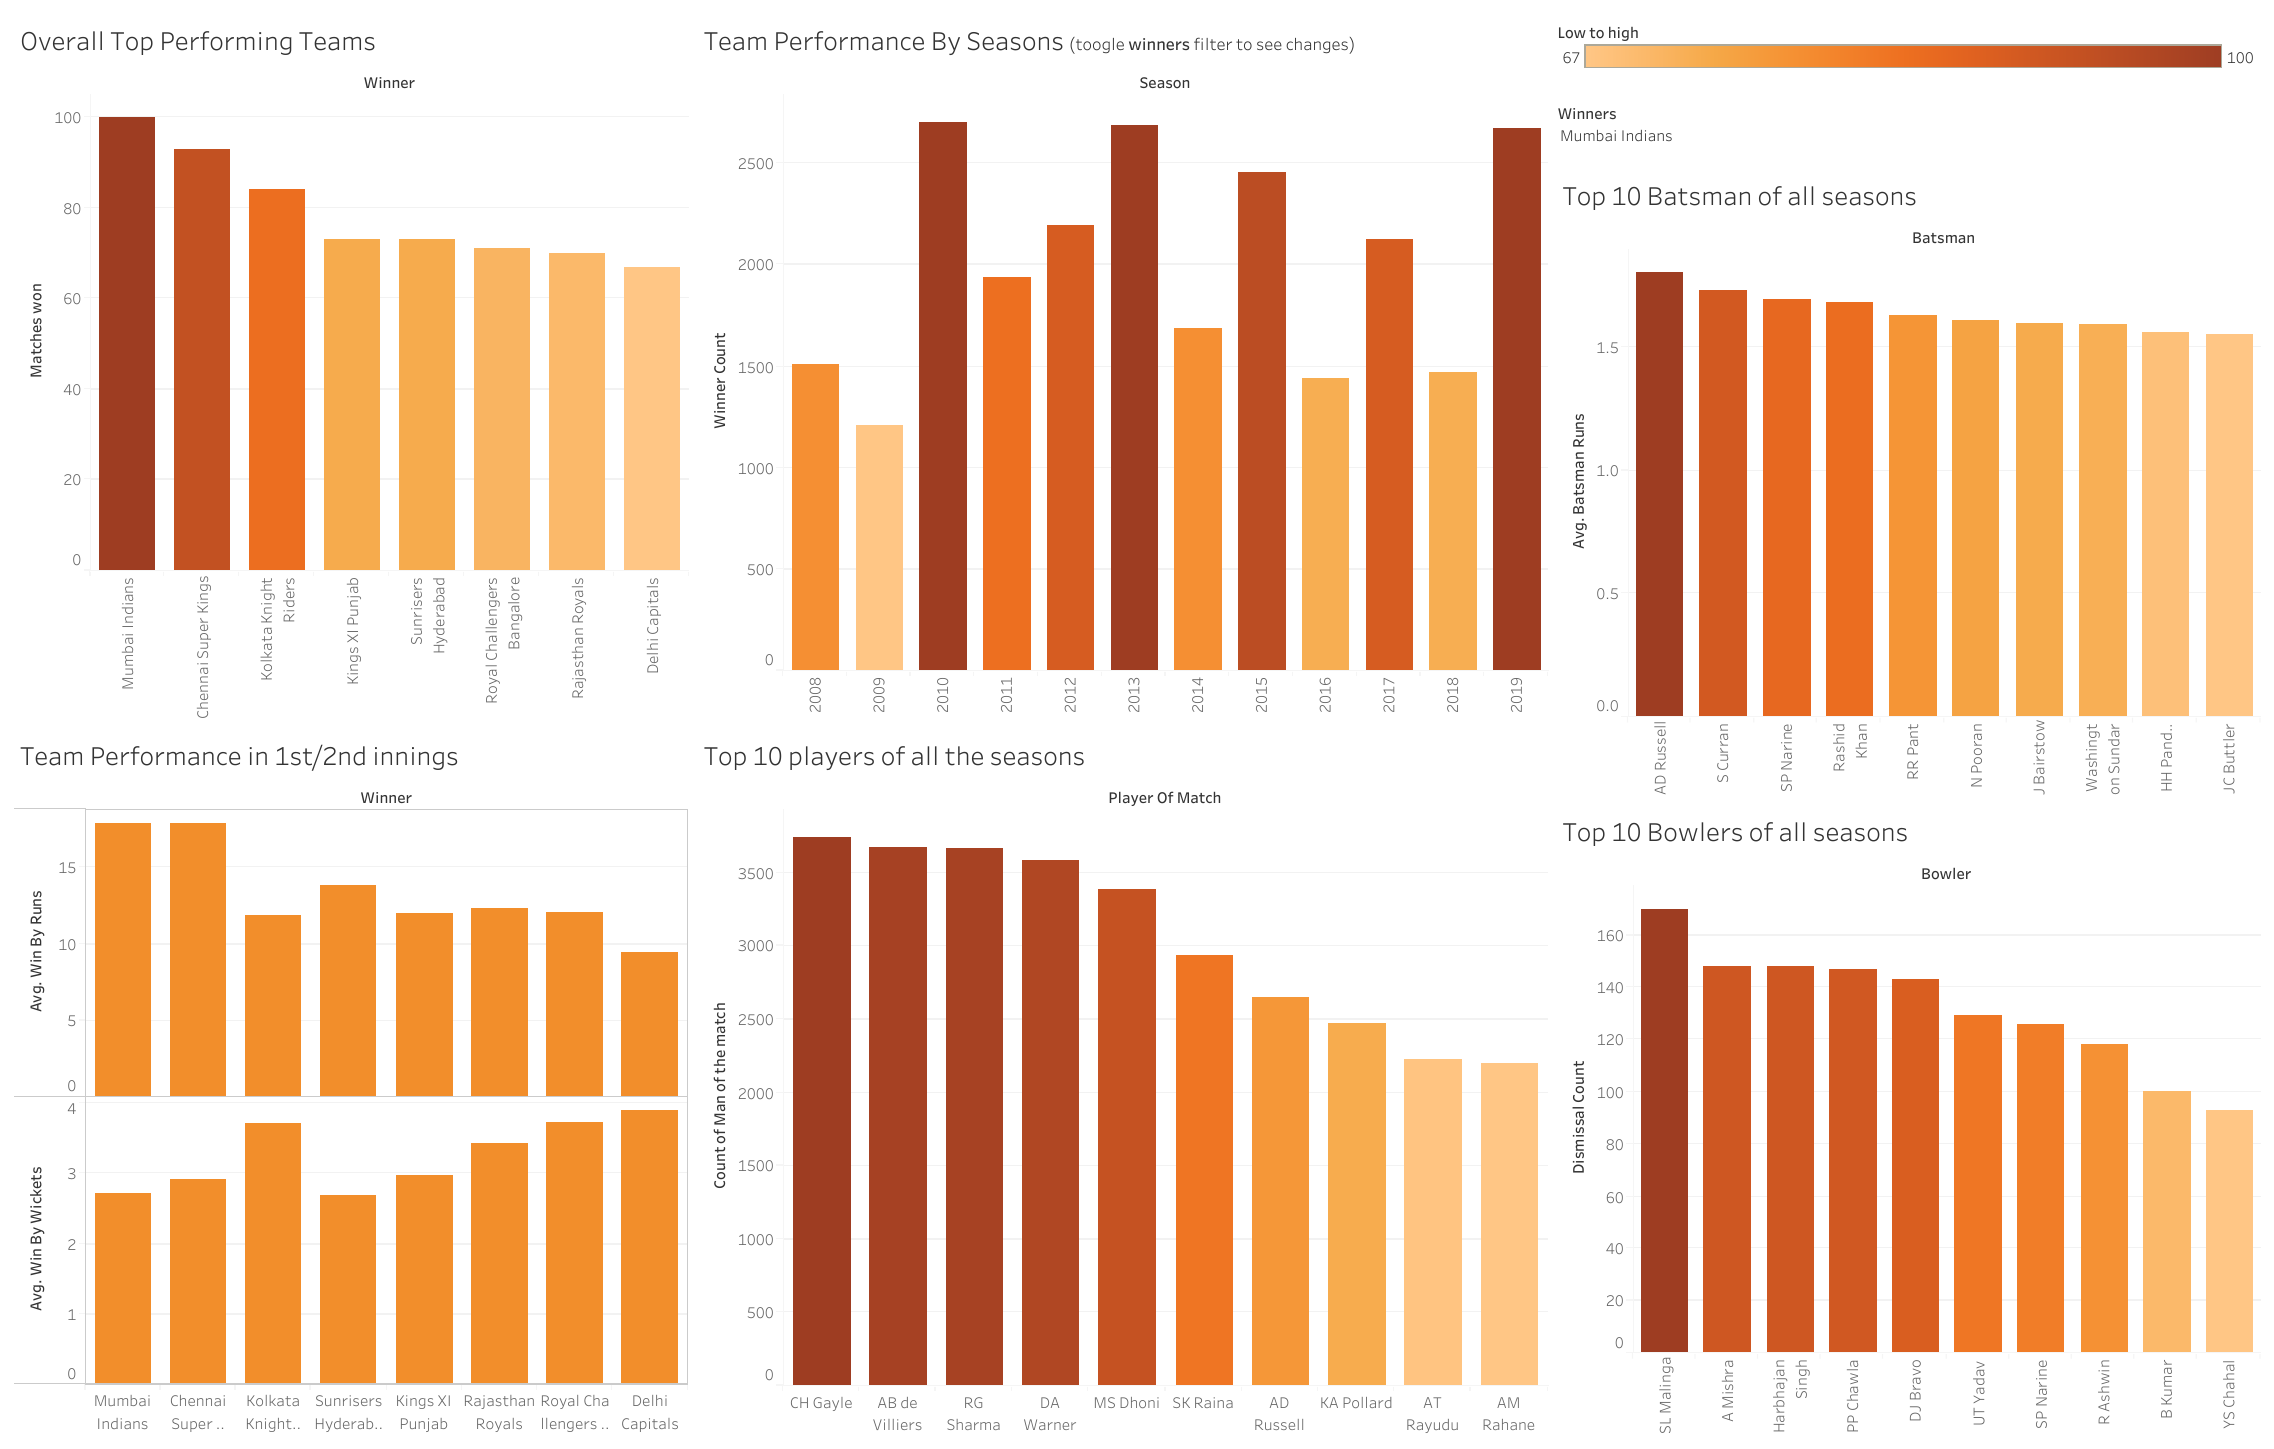 Overall Top Performing Teams
Winner
Matches won
100
80
60
40
20
0
Mumbai Indians
Chennai Super Kings
Kolkata Knight
Riders
Kings XI Punjab
Sunrisers
Hyderabad
Royal Challengers
Bangalore
Rajasthan Royals
Delhi Capitals
Team Performance By Seasons (toogle winners filter to see changes)
Season
Winner Count
2500
2000
1500
1000
500
0
2008
2009
2010
2011
2012
2013
2014
2015
2016
2017
2018
2019
Low to high
67
100
Winners
Mumbai Indians
Top 10 Batsman of all seasons
Batsman
Avg. Batsman Runs
1.5
1.0
0.5
0.0
AD Russell
S Curran
SP Narine
Rashid
Khan
RR Pant
N Pooran
J Bairstow
Washingt
on Sundar
HH Pand..
JC Buttler
Team Performance in 1st/2nd innings
Winner
Avg. Win By Runs
15
10
5
0
Avg. Win By Wickets
4
3
2
1
0
Mumbai
Indians
Chennai
Super ..
Kolkata
Knight..
Sunrisers
Hyderab..
Kings XI
Punjab
Rajasthan
Royals
Royal Cha
llengers ..
Delhi
Capitals
Top 10 players of all the seasons
Player Of Match
Count of Man of the match
3500
3000
2500
2000
1500
1000
500
0
CH Gayle
AB de
Villiers
RG
Sharma
DA
Warner
MS Dhoni
SK Raina
AD
Russell
KA Pollard
AT
Rayudu
AM
Rahane
Top 10 Bowlers of all seasons
Bowler
Dismissal Count
160
140
120
100
80
60
40
20
0
SL Malinga
A Mishra
Harbhajan
Singh
PP Chawla
DJ Bravo
UT Yadav
SP Narine
R Ashwin
B Kumar
YS Chahal